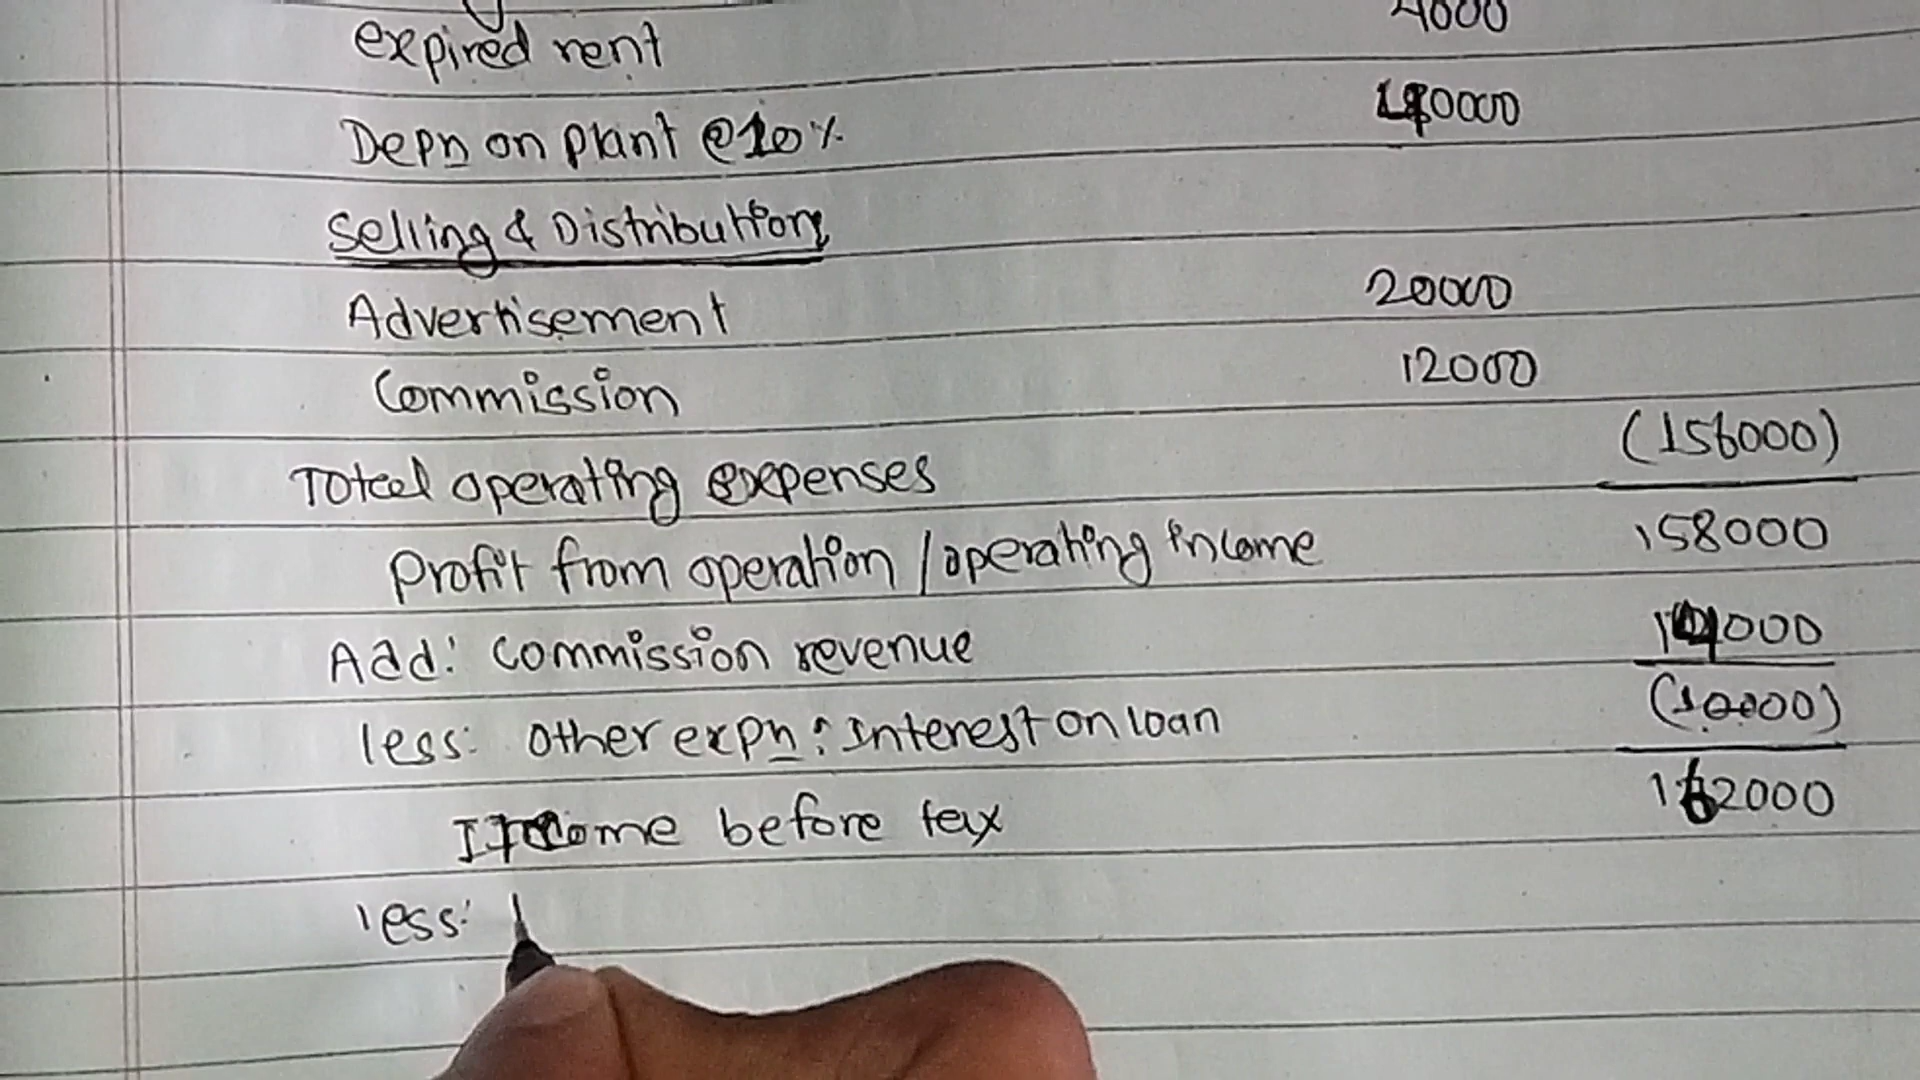 expired rent 4000
Depn on plant @10% 40000
Selling & Distribution
Advertisement 20000
Commission 12000
Total operating expenses (156000)
Profit from operation / operating income 158000
Add: commission revenue 14000
less: other expn: Interest on loan (10000)
Income before tax 162000
less: